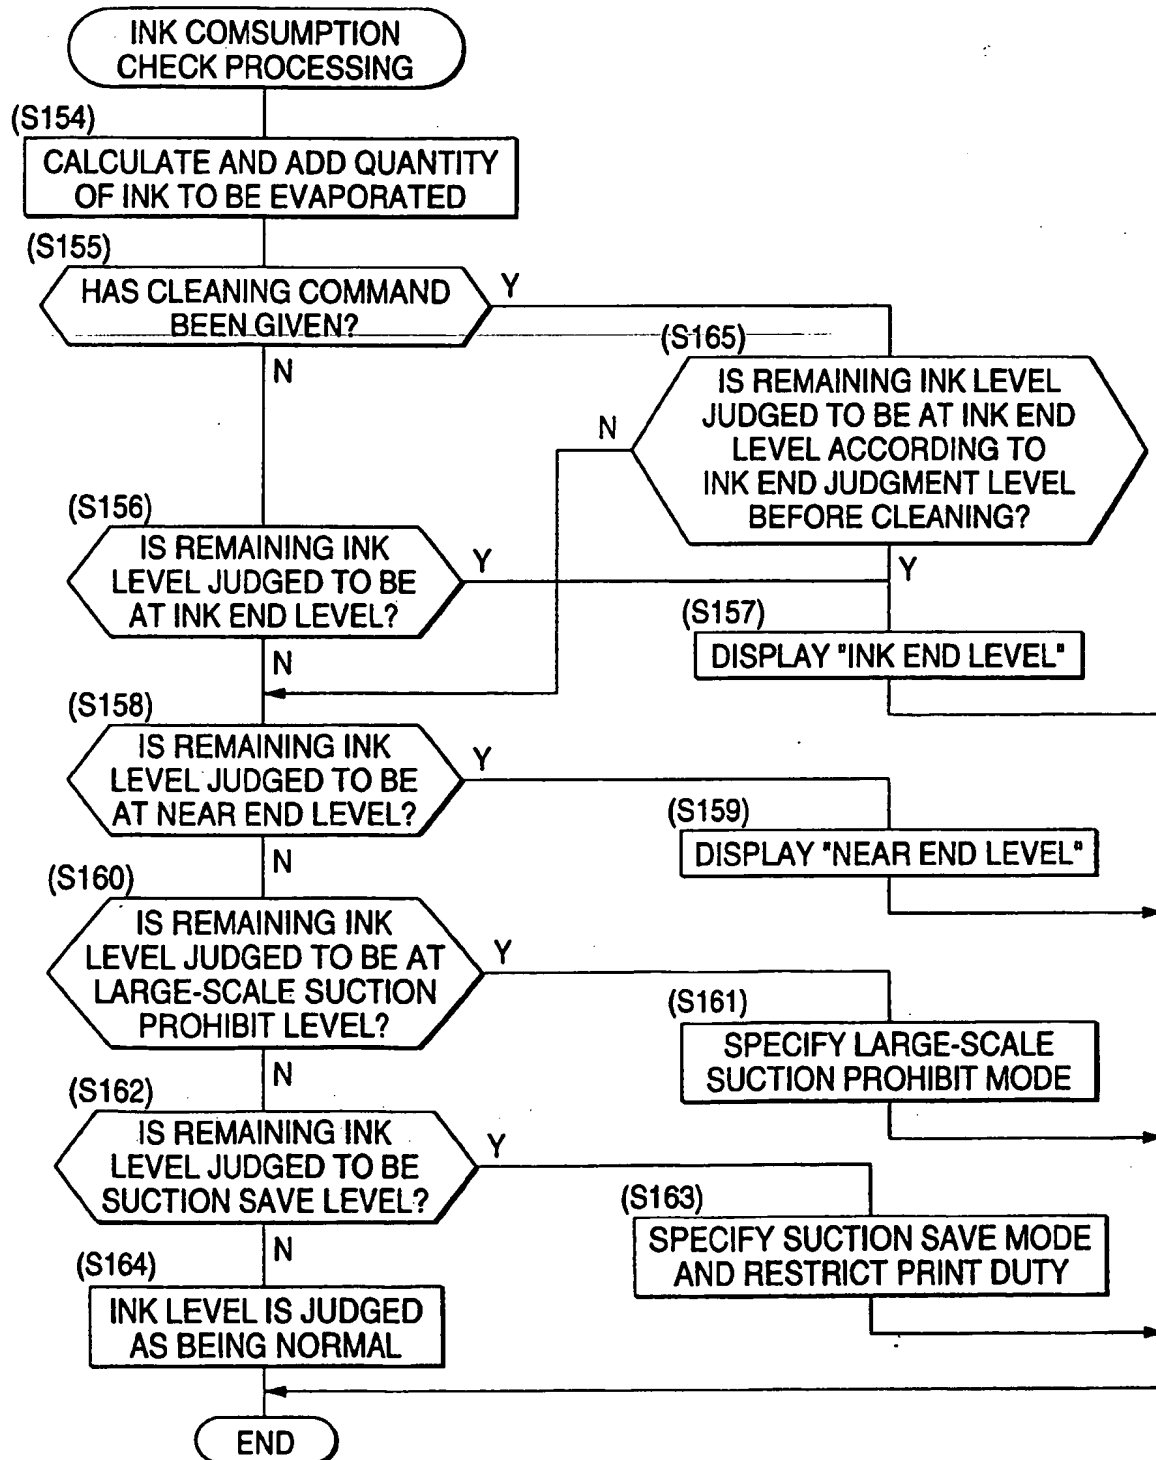 INK COMSUMPTION
CHECK PROCESSING
(S154)
CALCULATE AND ADD QUANTITY
OF INK TO BE EVAPORATED
(S155)
HAS CLEANING COMMAND
BEEN GIVEN?
Y
N
(S165)
IS REMAINING INK LEVEL
JUDGED TO BE AT INK END
LEVEL ACCORDING TO
INK END JUDGMENT LEVEL
BEFORE CLEANING?
N
Y
(S156)
IS REMAINING INK
LEVEL JUDGED TO BE
AT INK END LEVEL?
Y
N
(S157)
DISPLAY "INK END LEVEL"
(S158)
IS REMAINING INK
LEVEL JUDGED TO BE
AT NEAR END LEVEL?
Y
N
(S159)
DISPLAY "NEAR END LEVEL"
(S160)
IS REMAINING INK
LEVEL JUDGED TO BE AT
LARGE-SCALE SUCTION
PROHIBIT LEVEL?
Y
N
(S161)
SPECIFY LARGE-SCALE
SUCTION PROHIBIT MODE
(S162)
IS REMAINING INK
LEVEL JUDGED TO BE
SUCTION SAVE LEVEL?
Y
N
(S163)
SPECIFY SUCTION SAVE MODE
AND RESTRICT PRINT DUTY
(S164)
INK LEVEL IS JUDGED
AS BEING NORMAL
END